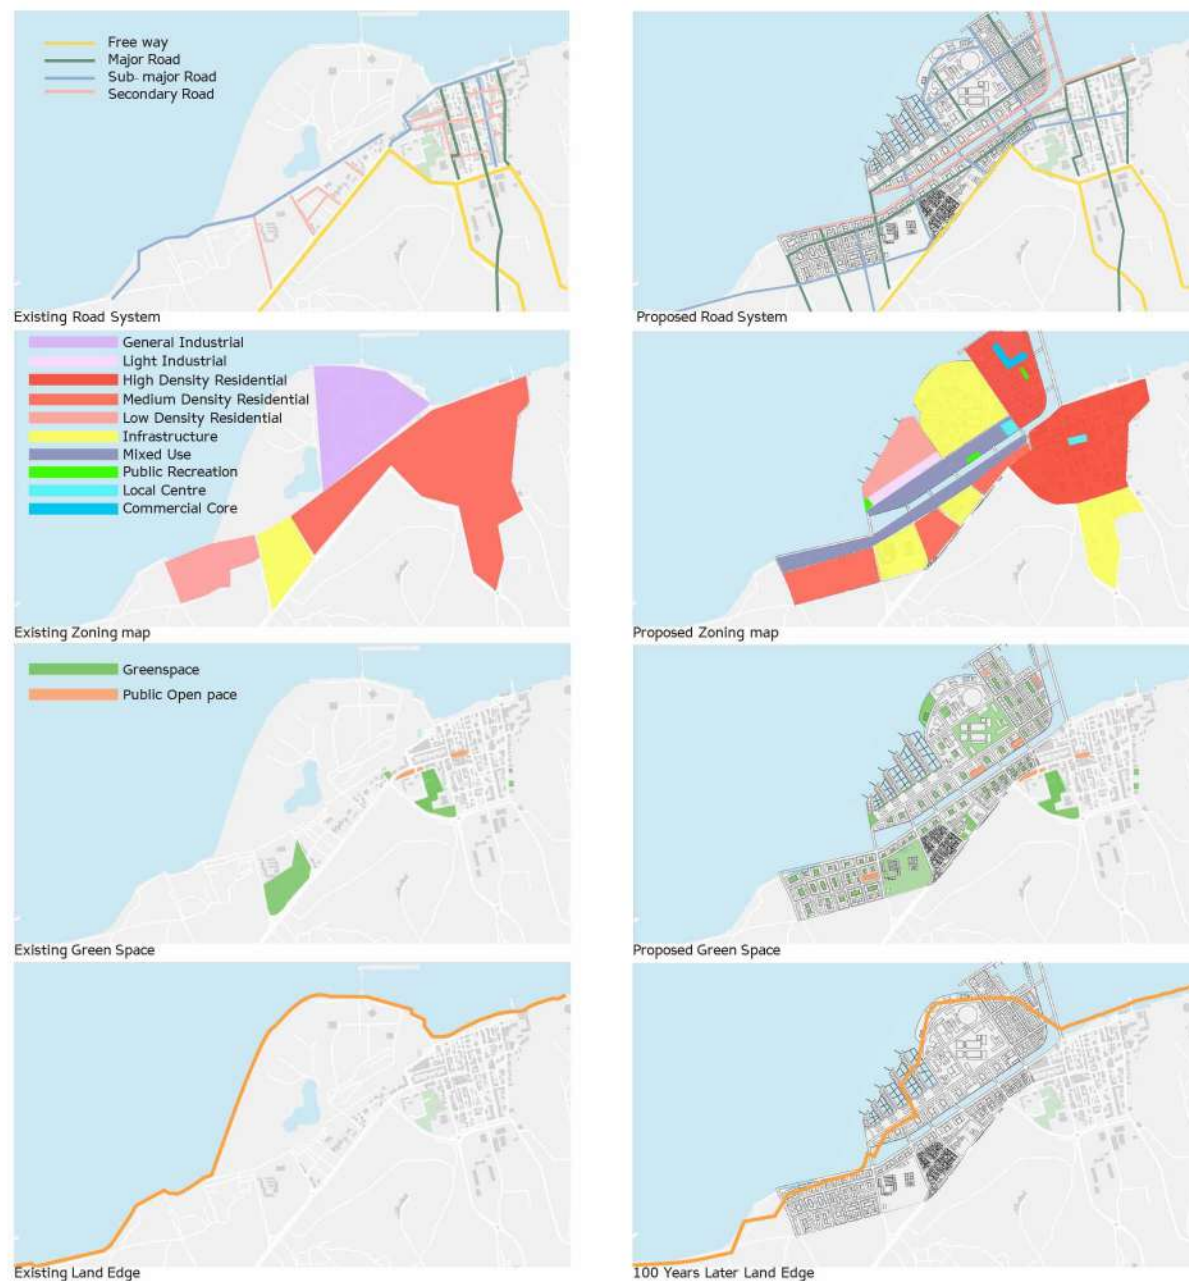 Free way
Major Road
Sub- major Road
Secondary Road
Existing Road System
Proposed Road System
General Industrial
Light Industrial
High Density Residential
Medium Density Residential
Low Density Residential
Infrastructure
Mixed Use
Public Recreation
Local Centre
Commercial Core
Existing Zoning map
Proposed Zoning map
Greenspace
Public Open pace
Existing Green Space
Proposed Green Space
Existing Land Edge
100 Years Later Land Edge